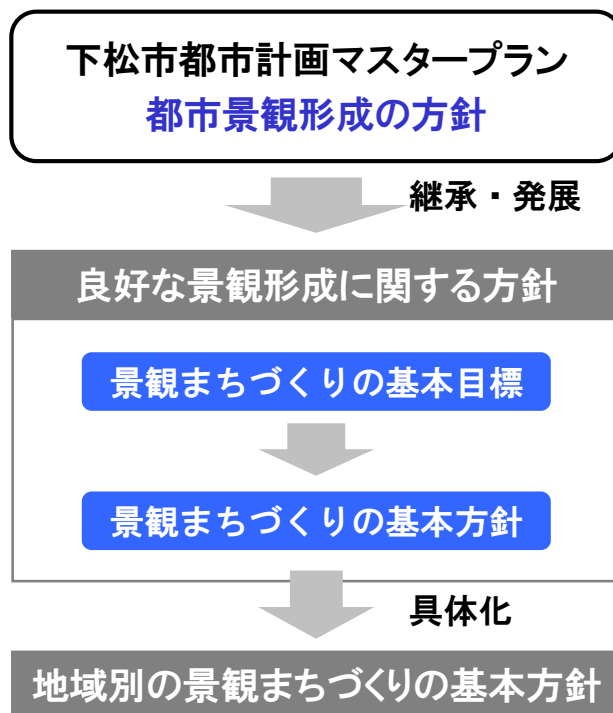 下松市都市計画マスタープラン
都市景観形成の方針
継承・発展
良好な景観形成に関する方針
景観まちづくりの基本目標
景観まちづくりの基本方針
具体化
地域別の景観まちづくりの基本方針